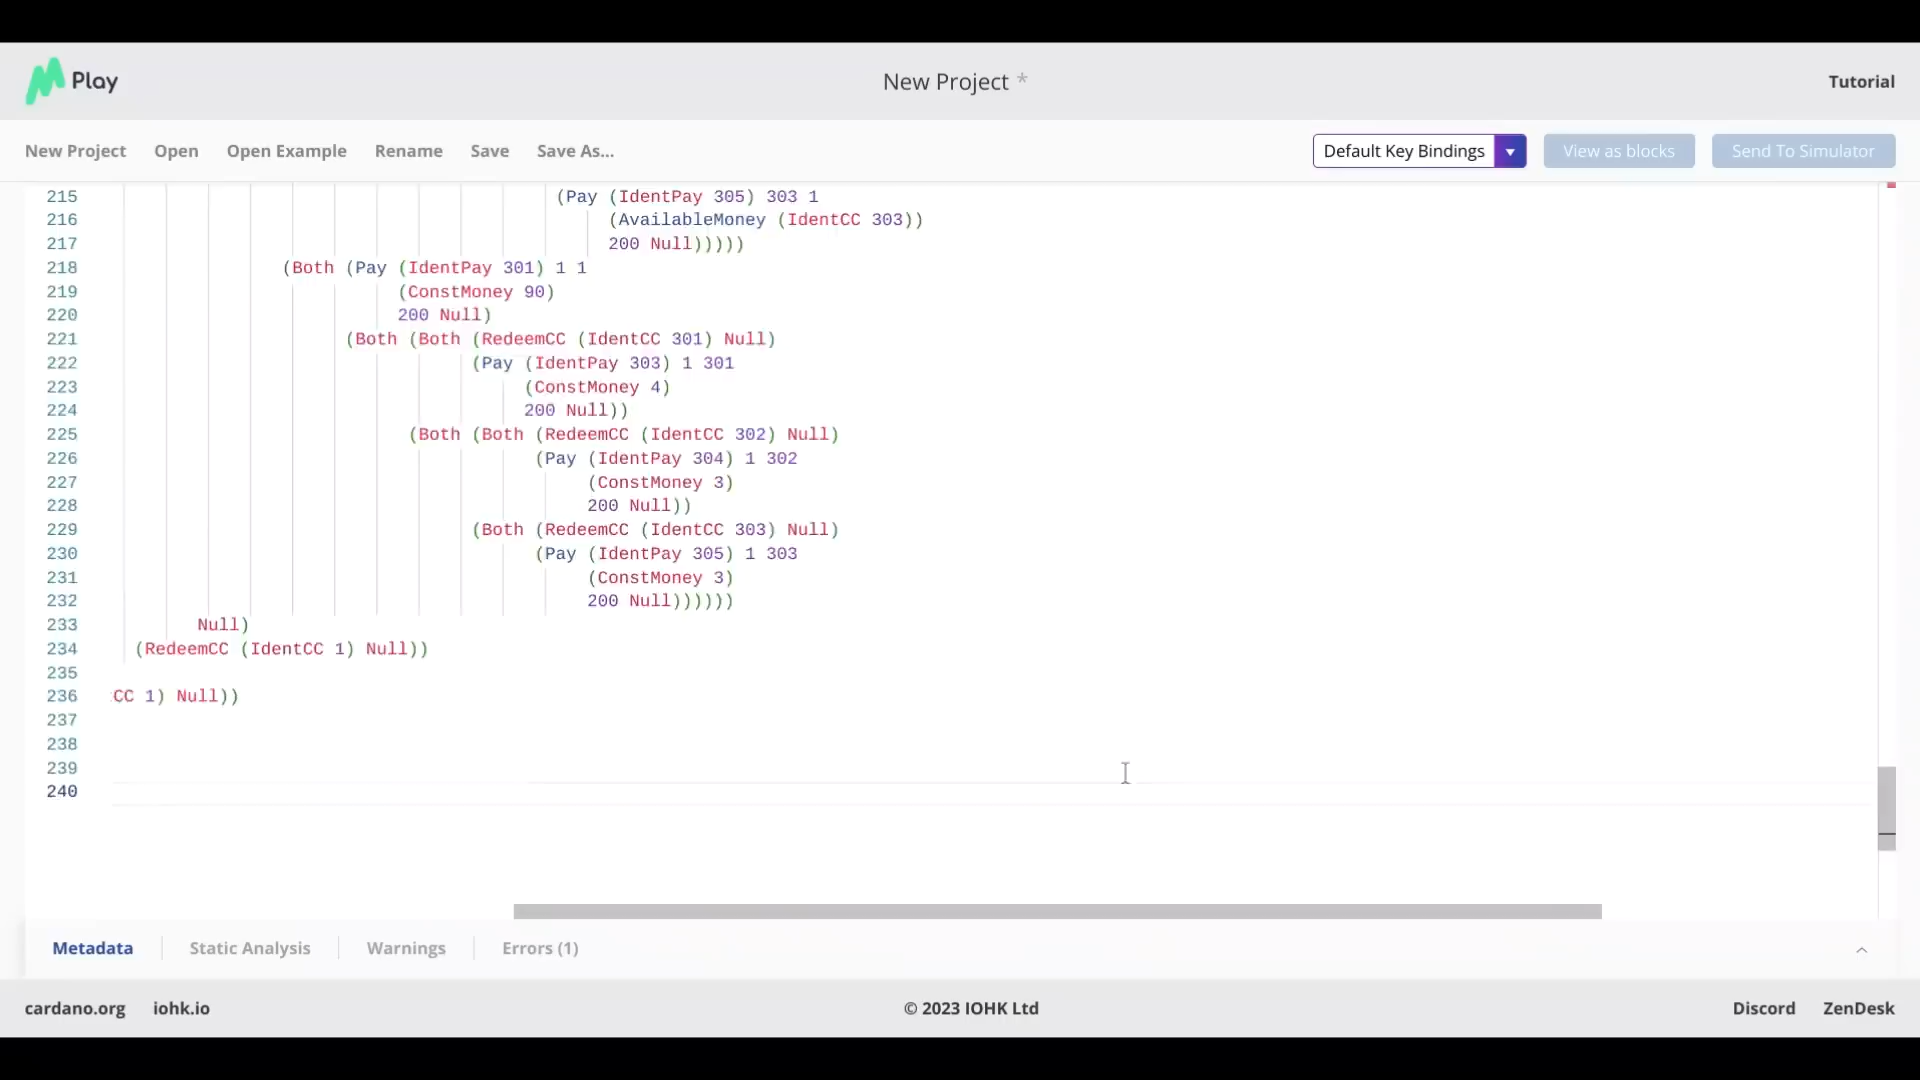 Play
New Project *
Tutorial
New Project Open Open Example Rename Save Save As... Default Key Bindings View as blocks Send To Simulator
215 (Pay (IdentPay 305) 303 1
216 (AvailableMoney (IdentCC 303))
217 200 Null)))))
218 (Both (Pay (IdentPay 301) 1 1
219 (ConstMoney 90)
220 200 Null)
221 (Both (Both (RedeemCC (IdentCC 301) Null)
222 (Pay (IdentPay 303) 1 301
223 (ConstMoney 4)
224 200 Null))
225 (Both (Both (RedeemCC (IdentCC 302) Null)
226 (Pay (IdentPay 304) 1 302
227 (ConstMoney 3)
228 200 Null))
229 (Both (RedeemCC (IdentCC 303) Null)
230 (Pay (IdentPay 305) 1 303
231 (ConstMoney 3)
232 200 Null))))))
233 Null)
234 (RedeemCC (IdentCC 1) Null))
235
236 CC 1) Null))
237
238
239
240
Metadata Static Analysis Warnings Errors (1)
cardano.org iohk.io © 2023 IOHK Ltd Discord ZenDesk